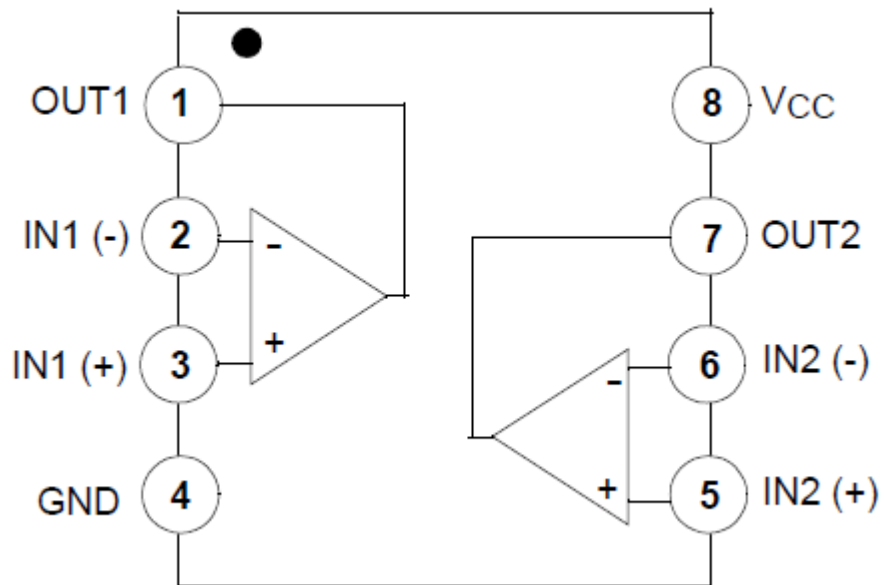 OUT1 1
8 VCC
IN1 (-) 2 -
7 OUT2
IN1 (+) 3 +
- 6 IN2 (-)
GND 4
+ 5 IN2 (+)